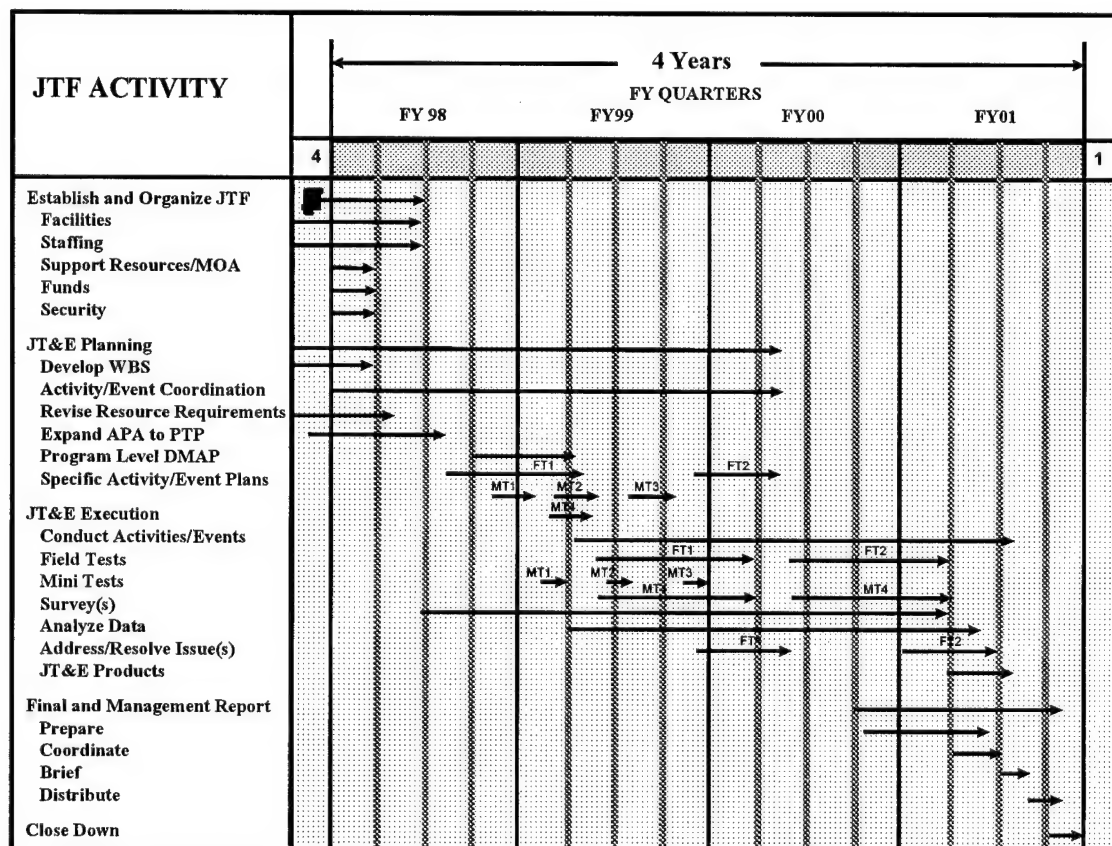 4 Years
JTF ACTIVITY
FY QUARTERS
FY 98 FY99 FY00 FY01
4 1
Establish and Organize JTF
Facilities
Staffing
Support Resources/MOA
Funds
Security
JT&E Planning
Develop WBS
Activity/Event Coordination
Revise Resource Requirements
Expand APA to PTP
Program Level DMAP
FT1 FT2
Specific Activity/Event Plans
MT1 MT2 MT3
JT&E Execution
MT4
Conduct Activities/Events
Field Tests FT1 FT2
Mini Tests MT1 MT2 MT3
Survey(s) MT4 MT4
Analyze Data
Address/Resolve Issue(s) FT1 FT2
JT&E Products
Final and Management Report
Prepare
Coordinate
Brief
Distribute
Close Down